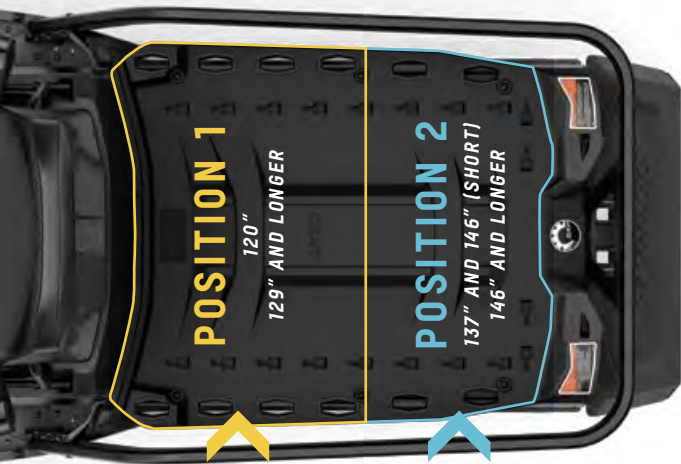 POSITION 1
120"
129" AND LONGER
POSITION 2
137" AND 146" (SHORT)
146" AND LONGER